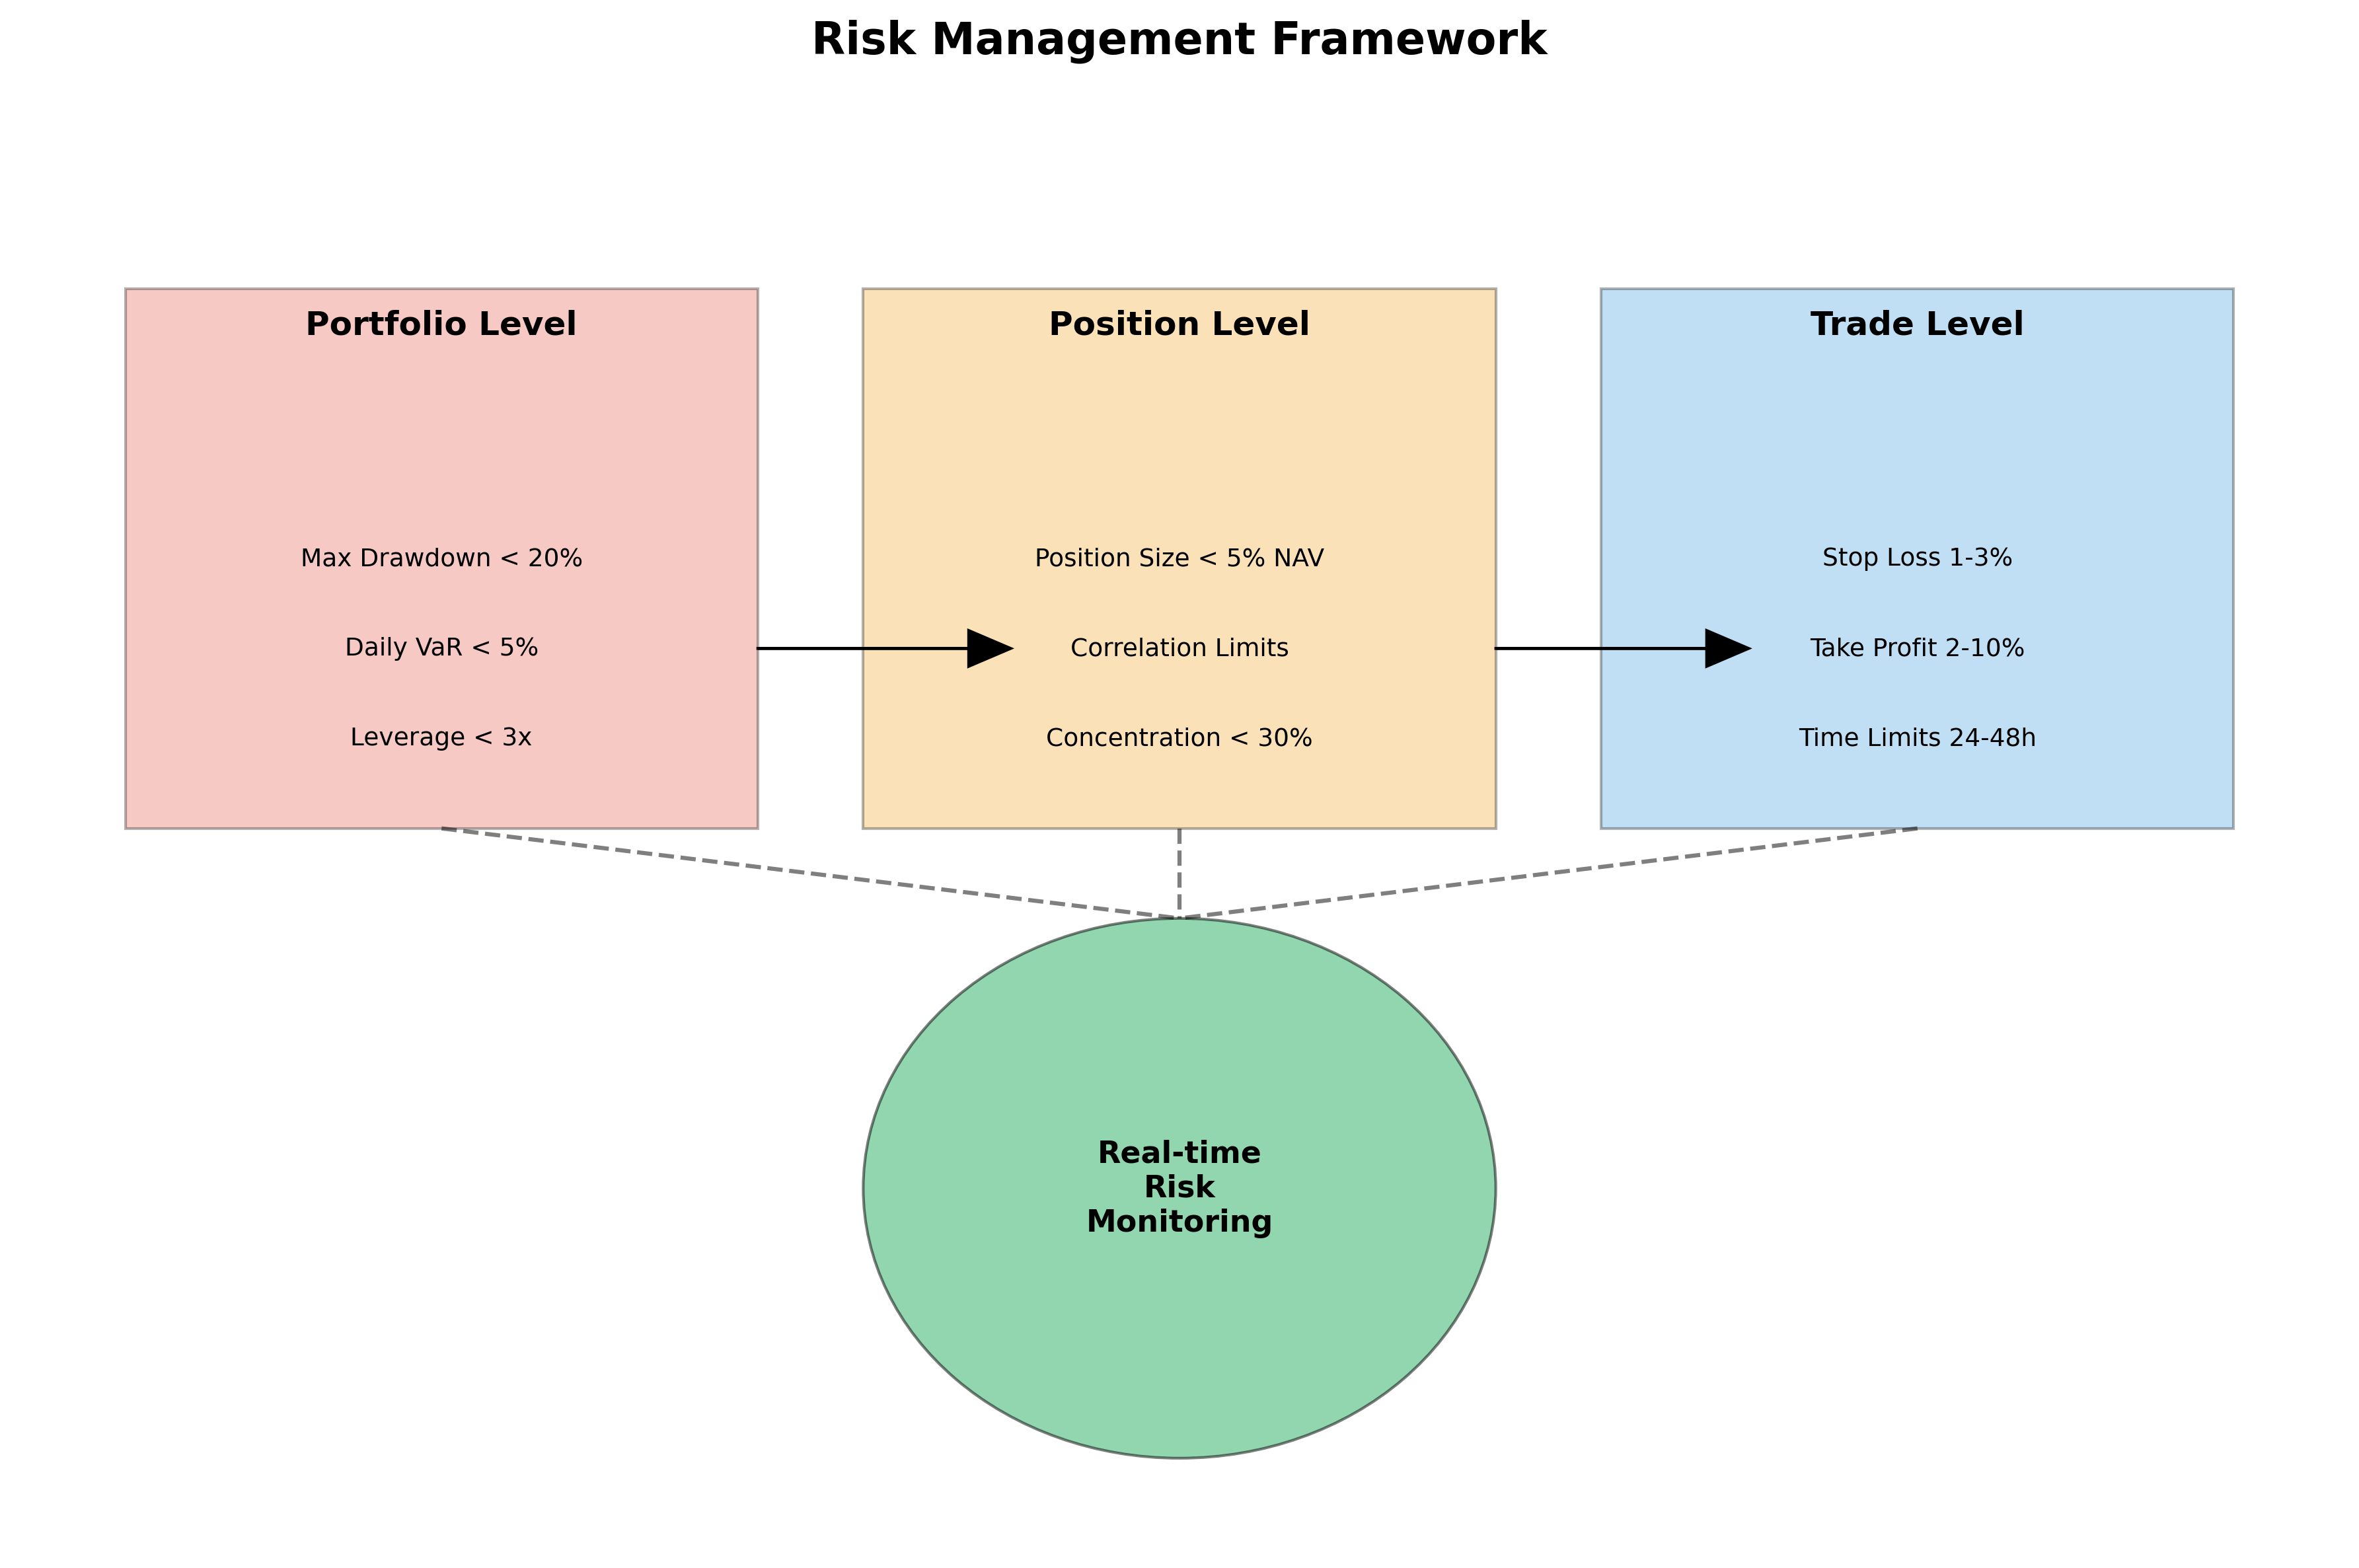 Risk Management Framework
Portfolio Level
Max Drawdown < 20%
Daily VaR < 5%
Leverage < 3x
Position Level
Position Size < 5% NAV
Correlation Limits
Concentration < 30%
Trade Level
Stop Loss 1-3%
Take Profit 2-10%
Time Limits 24-48h
Real-time
Risk
Monitoring